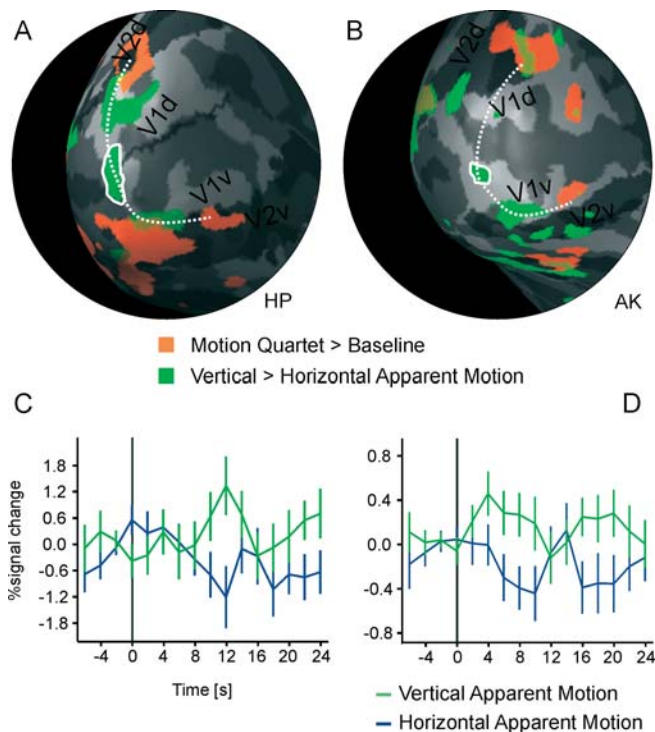 A
B
V2d
V1d
V1v
V2v
HP
V2d
V1d
V1v
V2v
AK
Motion Quartet > Baseline
Vertical > Horizontal Apparent Motion
C
D
%signal change
1.8
1.2
0.6
0.0
-0.6
-1.2
-1.8
-4 0 4 8 12 16 20 24
Time [s]
0.8
0.4
0.0
-0.4
-0.8
-4 0 4 8 12 16 20 24
Vertical Apparent Motion
Horizontal Apparent Motion